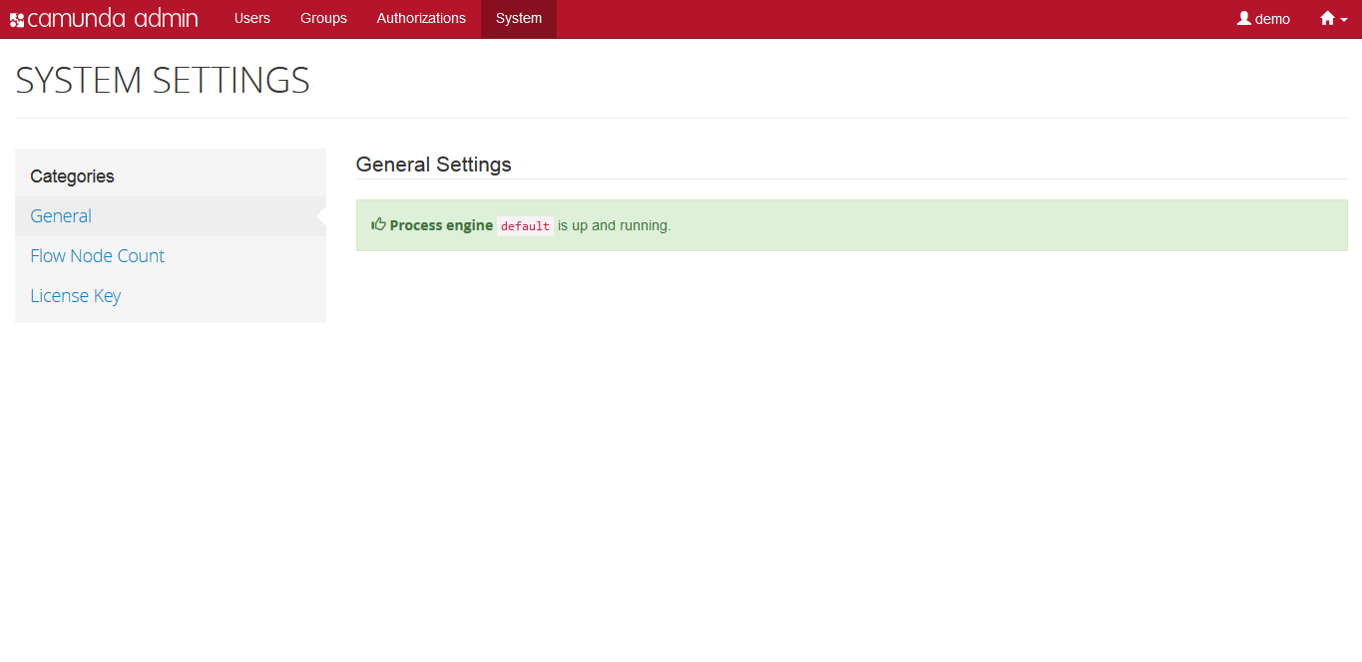 camunda admin Users Groups Authorizations System demo
SYSTEM SETTINGS
Categories
General
Flow Node Count
License Key
General Settings
Process engine default is up and running.